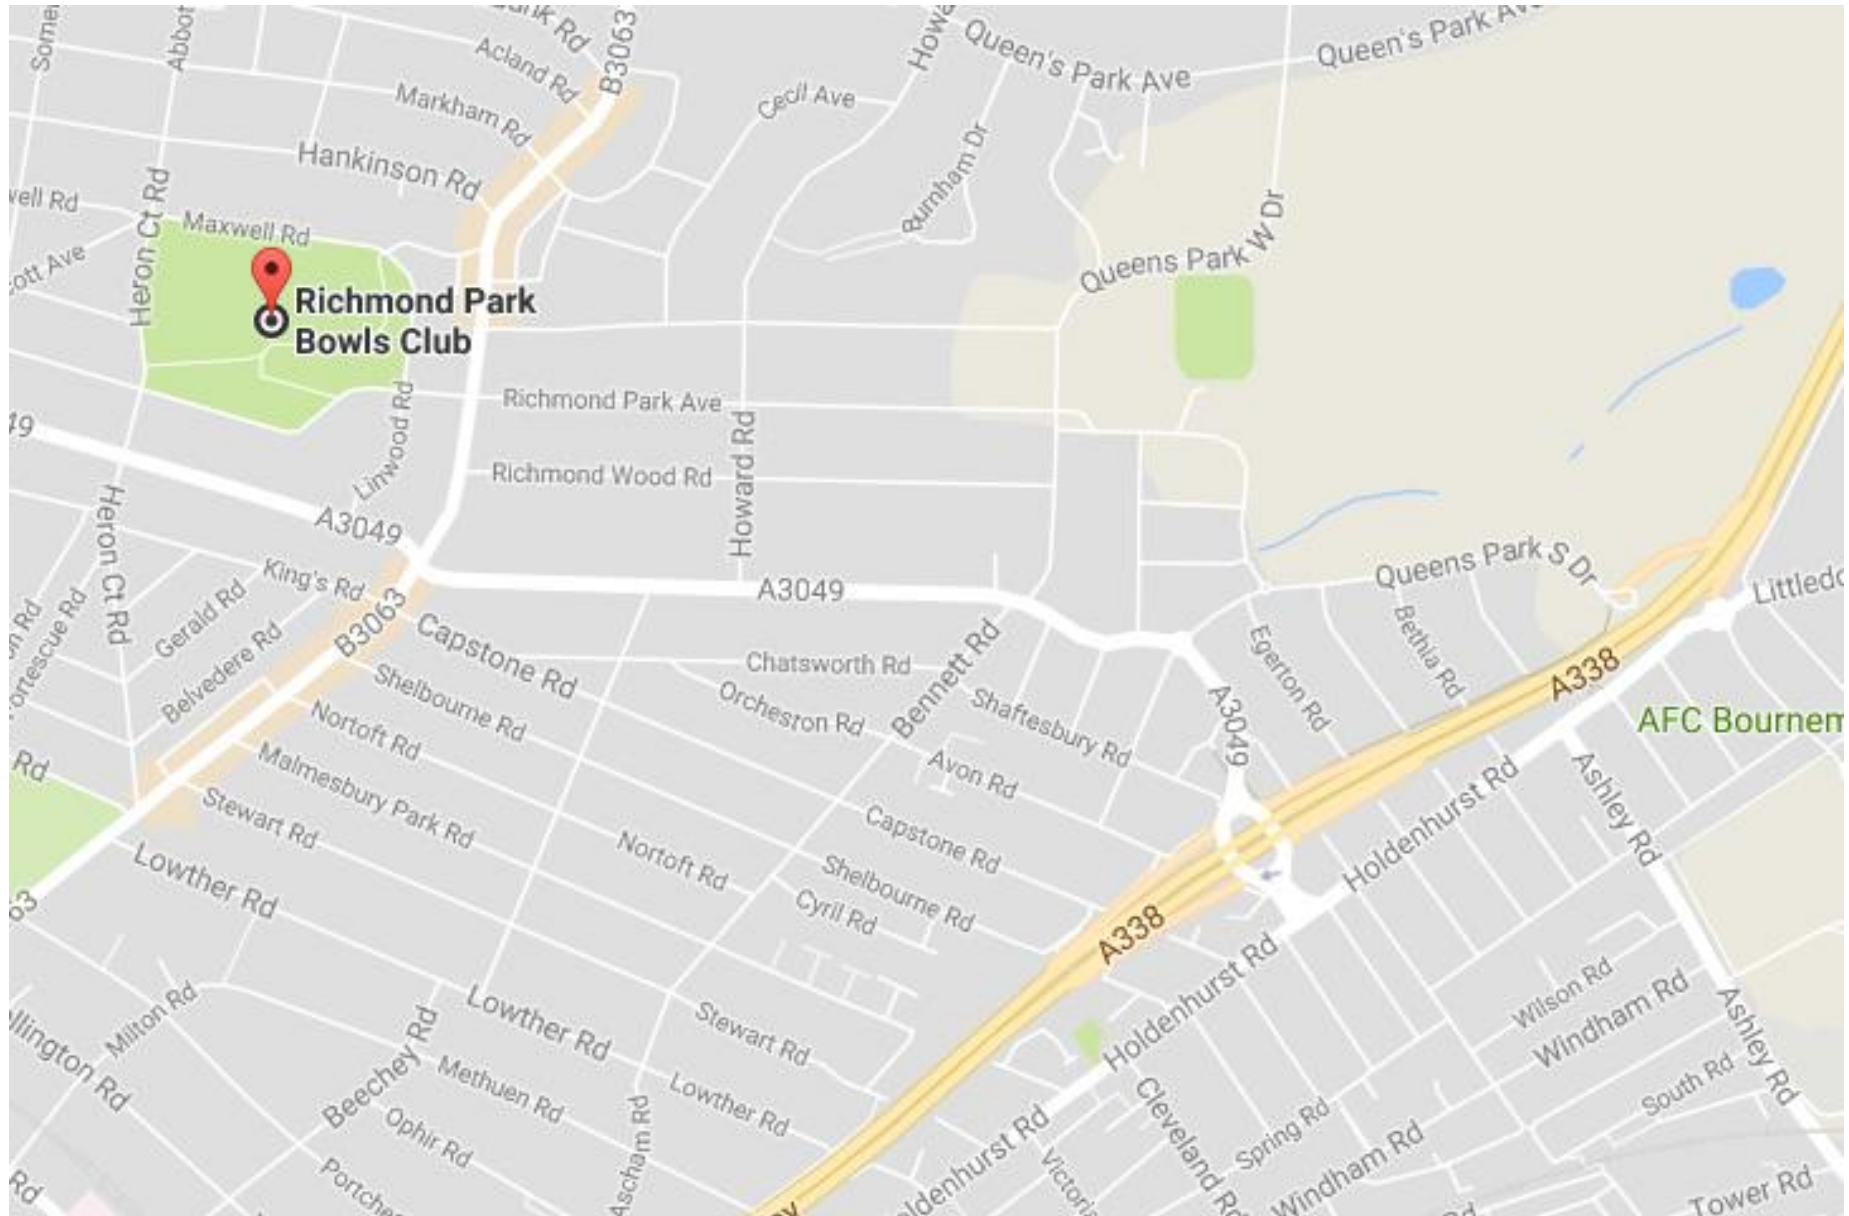 Acland Rd
B3063
Queen's Park Ave
Queen's Park Ave
Markham Rd
Cecil Ave
Hankinson Rd
Burnham Dr
Heron Ct Rd
Maxwell Rd
Queens Park W Dr
Richmond Park
Bowls Club
Richmond Park Ave
Linwood Rd
Howard Rd
Richmond Wood Rd
A3049
Heron Ct Rd
King's Rd
A3049
Queens Park S Dr
Gerald Rd
B3063
Belvedere Rd
Capstone Rd
Chatsworth Rd
Bennett Rd
Egerton Rd
Bethia Rd
A338
Shelbourne Rd
Orcheston Rd
Shaftesbury Rd
A3049
Nortoft Rd
Avon Rd
Rd
Malmesbury Park Rd
Holdenhurst Rd
Ashley Rd
Stewart Rd
Capstone Rd
Nortoft Rd
Shelbourne Rd
Lowther Rd
Cyril Rd
A338
Holdenhurst Rd
Milton Rd
Lowther Rd
Stewart Rd
Wilson Rd
Windham Rd
Ashley Rd
Beechey Rd
Methuen Rd
Lowther Rd
Cleveland Rd
Spring Rd
South Rd
Ophir Rd
Ascham Rd
Windham Rd
Rd
Tower Rd